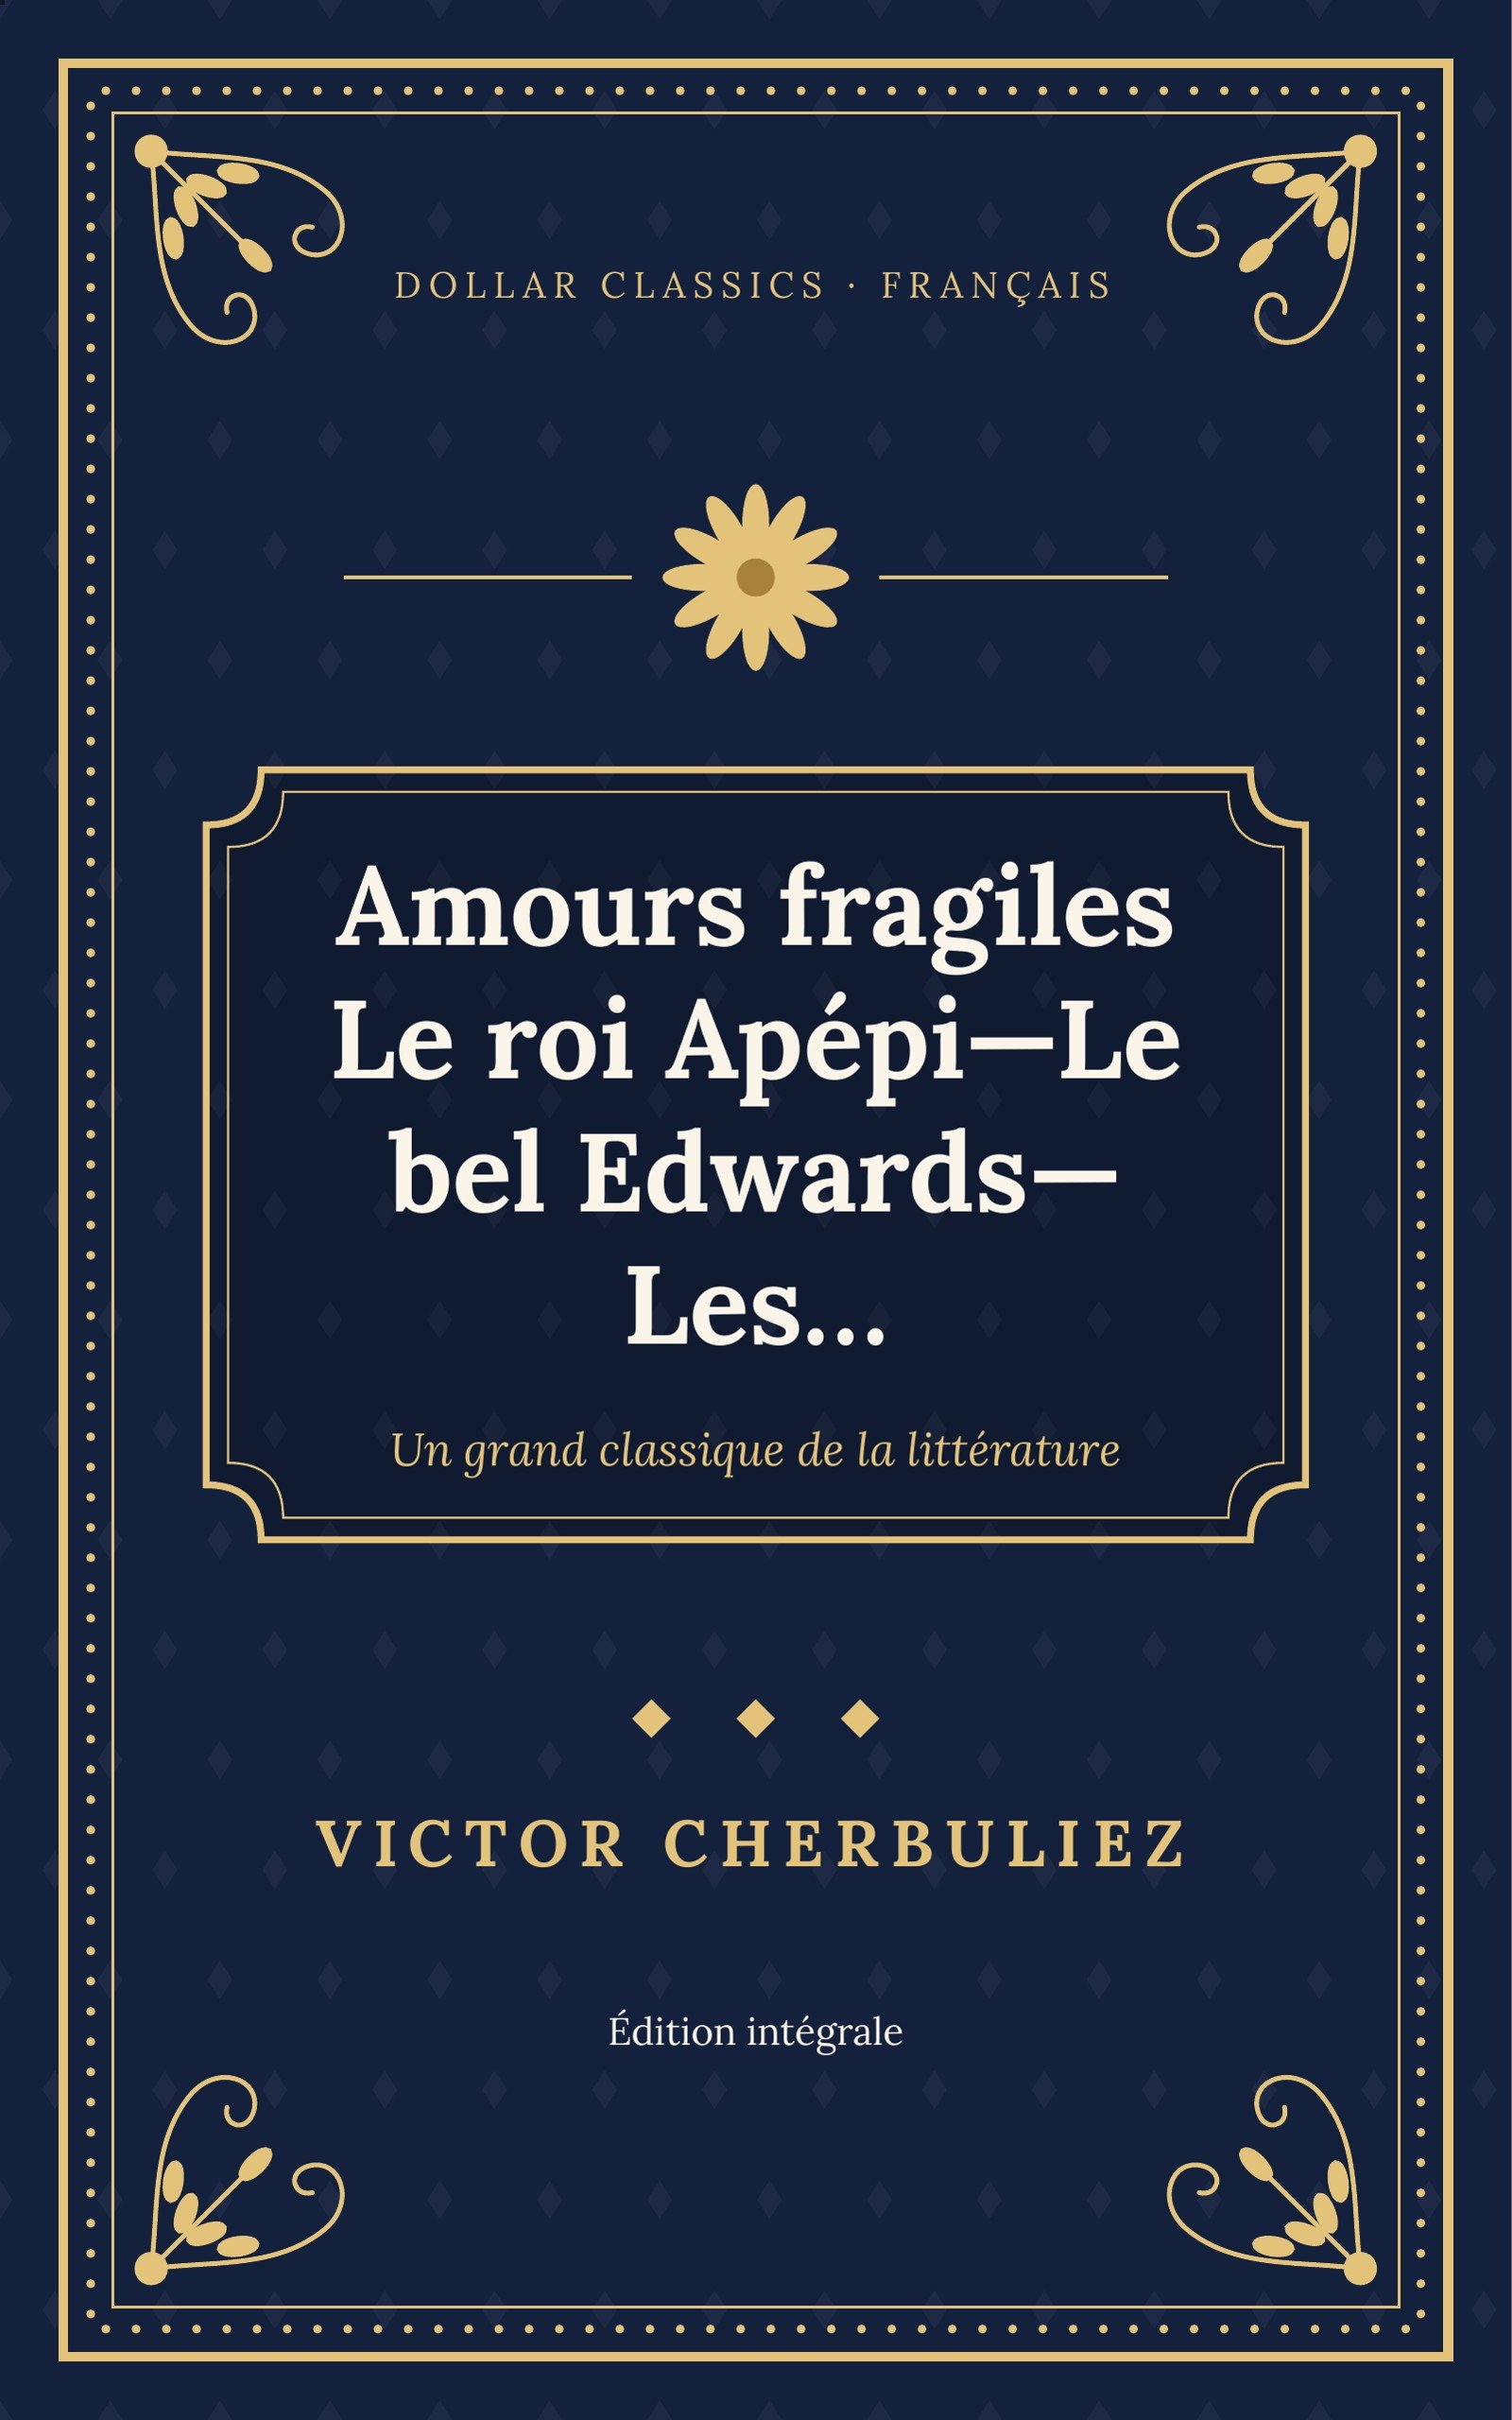 DOLLAR CLASSICS · FRANÇAIS
Amours fragiles
Le roi Apépi—Le
bel Edwards—
Les...
Un grand classique de la littérature
VICTOR CHERBULIEZ
Édition intégrale